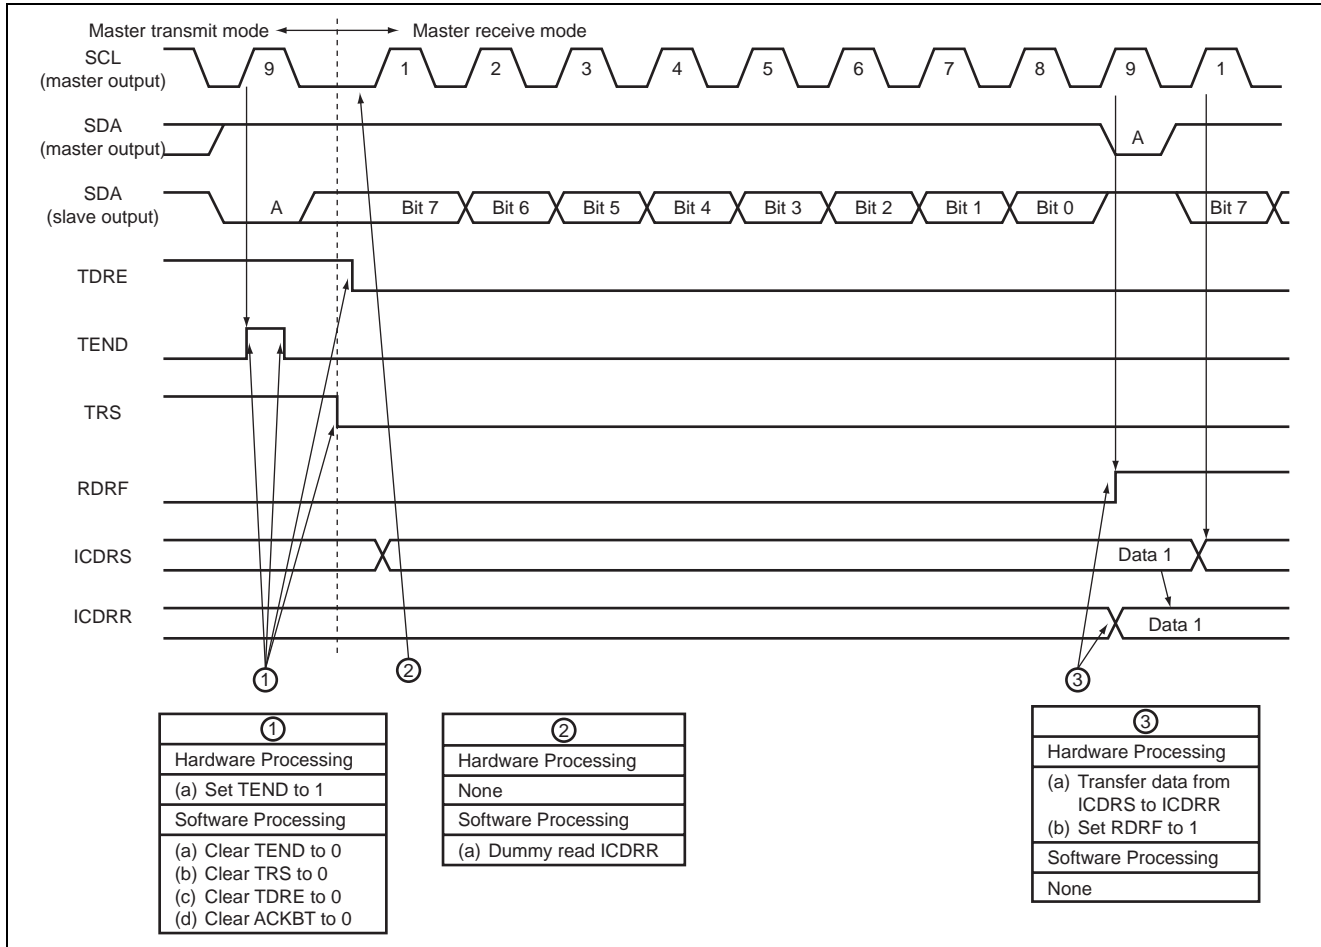 Master transmit mode
Master receive mode
SCL
(master output)
9 1 2 3 4 5 6 7 8 9 1
SDA
(master output)
A
SDA
(slave output)
A Bit 7 Bit 6 Bit 5 Bit 4 Bit 3 Bit 2 Bit 1 Bit 0 Bit 7
TDRE
TEND
TRS
RDRF
ICDRS
Data 1
ICDRR
Data 1
① ② ③
①
Hardware Processing
(a) Set TEND to 1
Software Processing
(a) Clear TEND to 0
(b) Clear TRS to 0
(c) Clear TDRE to 0
(d) Clear ACKBT to 0
②
Hardware Processing
None
Software Processing
(a) Dummy read ICDRR
③
Hardware Processing
(a) Transfer data from
ICDRS to ICDRR
(b) Set RDRF to 1
Software Processing
None